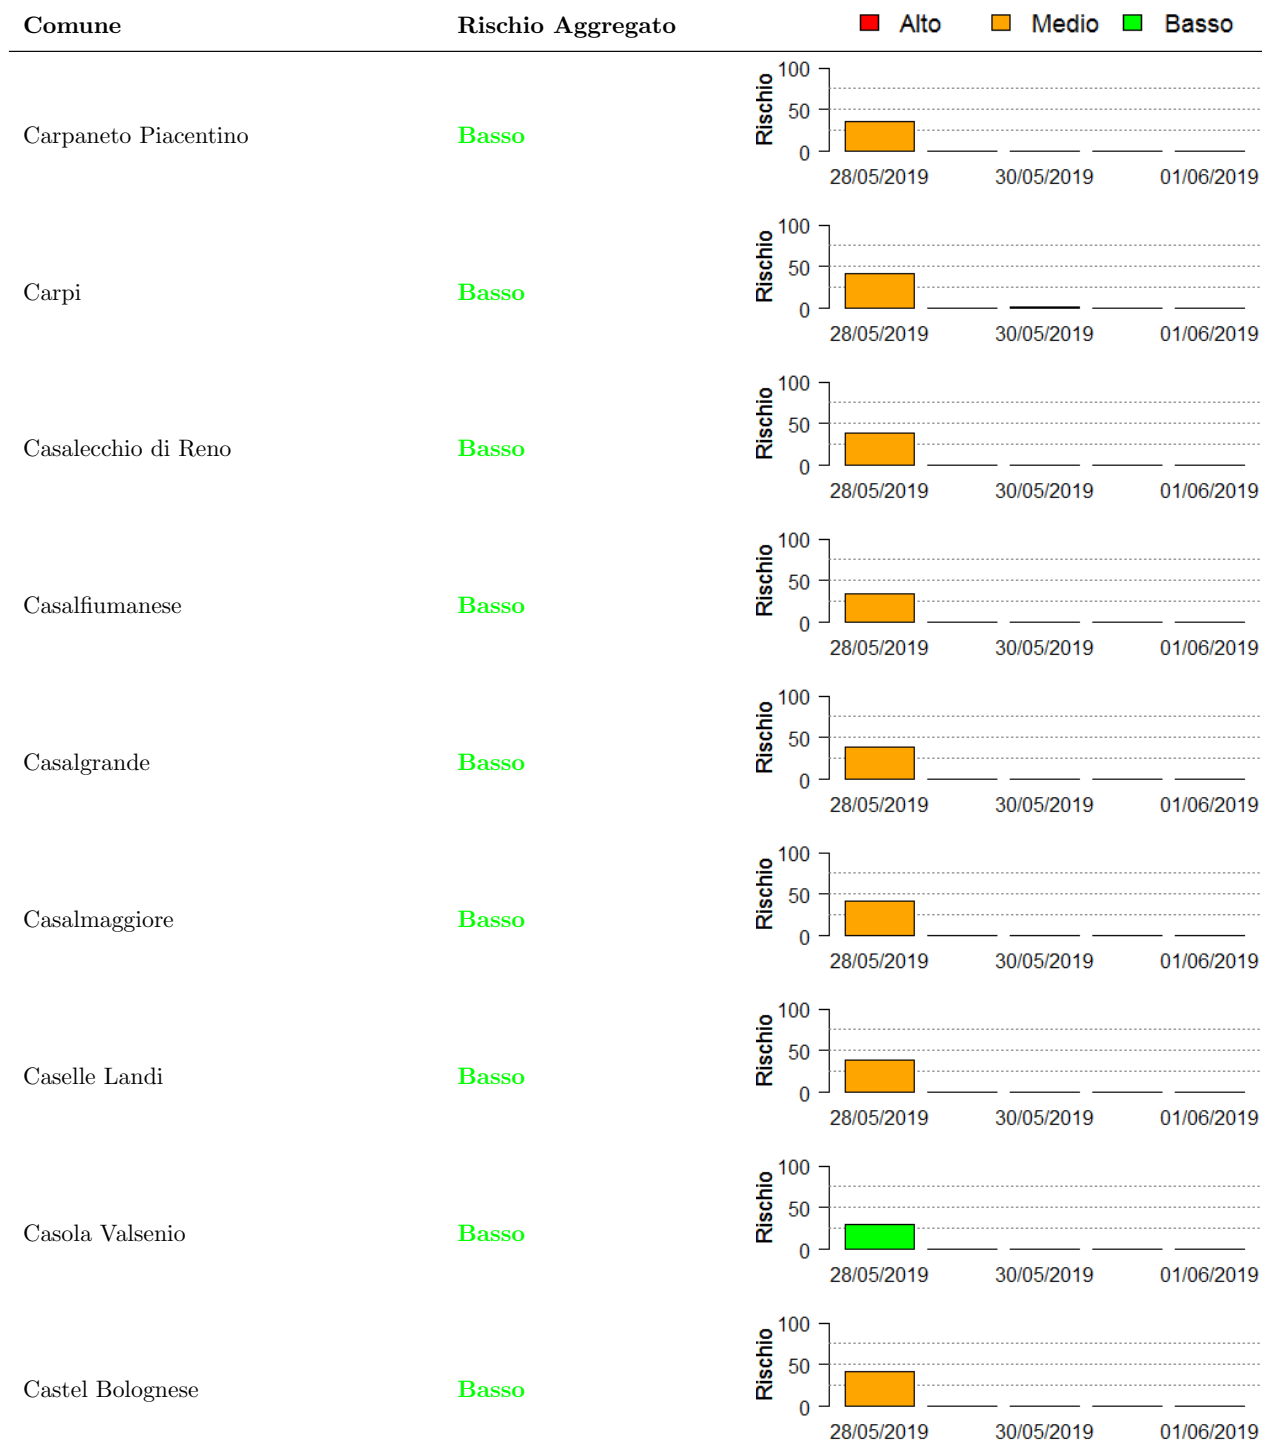 Comune Rischio Aggregato Alto Medio Basso
Carpaneto Piacentino Basso Rischio 100 50 0
28/05/2019 30/05/2019 01/06/2019
Carpi Basso Rischio 100 50 0
28/05/2019 30/05/2019 01/06/2019
Casalecchio di Reno Basso Rischio 100 50 0
28/05/2019 30/05/2019 01/06/2019
Casalfiumanese Basso Rischio 100 50 0
28/05/2019 30/05/2019 01/06/2019
Casalgrande Basso Rischio 100 50 0
28/05/2019 30/05/2019 01/06/2019
Casalmaggiore Basso Rischio 100 50 0
28/05/2019 30/05/2019 01/06/2019
Caselle Landi Basso Rischio 100 50 0
28/05/2019 30/05/2019 01/06/2019
Casola Valsenio Basso Rischio 100 50 0
28/05/2019 30/05/2019 01/06/2019
Castel Bolognese Basso Rischio 100 50 0
28/05/2019 30/05/2019 01/06/2019